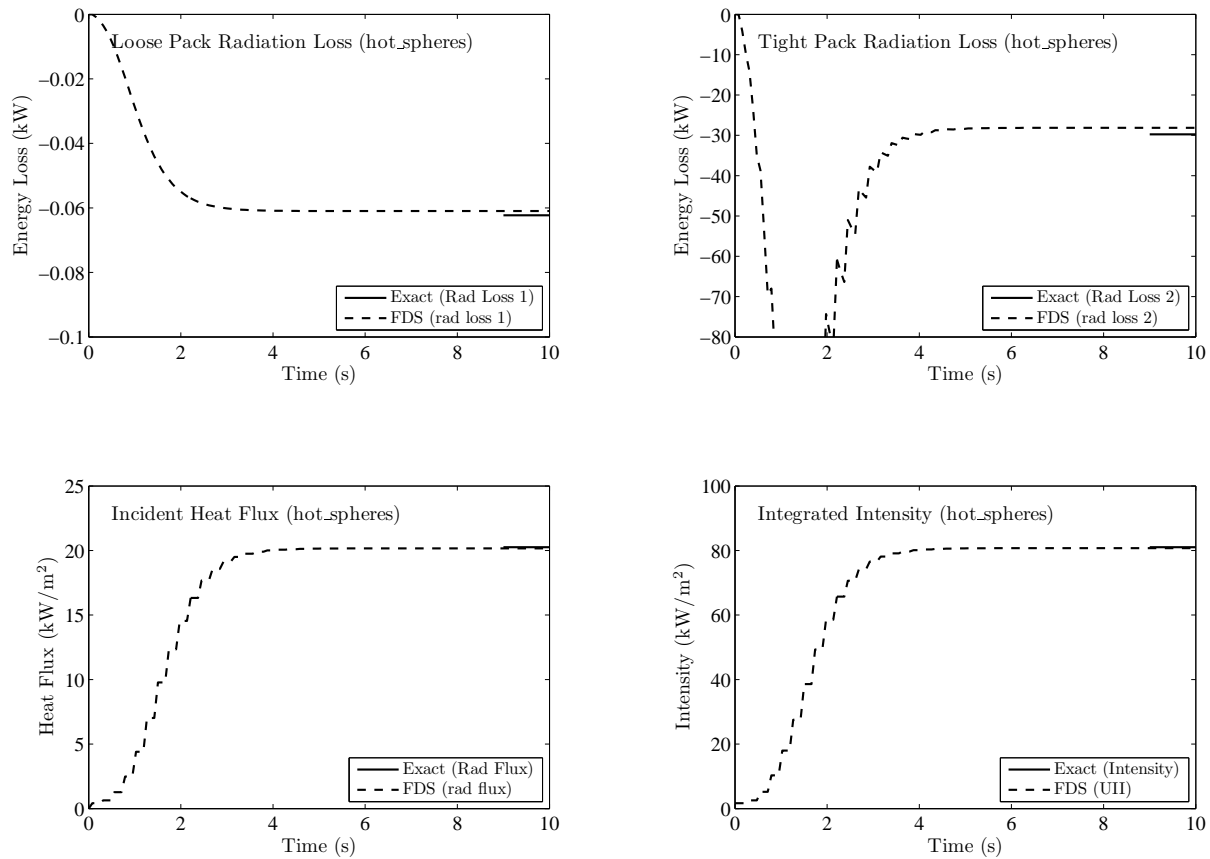 Loose Pack Radiation Loss (hot_spheres)
0
−0.02
−0.04
−0.06
−0.08
−0.1
Energy Loss (kW)
Exact (Rad Loss 1)
FDS (rad loss 1)
0 2 4 6 8 10
Time (s)
Tight Pack Radiation Loss (hot_spheres)
0
−10
−20
−30
−40
−50
−60
−70
−80
Energy Loss (kW)
Exact (Rad Loss 2)
FDS (rad loss 2)
0 2 4 6 8 10
Time (s)
Incident Heat Flux (hot_spheres)
25
20
15
10
5
0
Heat Flux (kW/m²)
Exact (Rad Flux)
FDS (rad flux)
0 2 4 6 8 10
Time (s)
Integrated Intensity (hot_spheres)
100
80
60
40
20
0
Intensity (kW/m²)
Exact (Intensity)
FDS (UII)
0 2 4 6 8 10
Time (s)